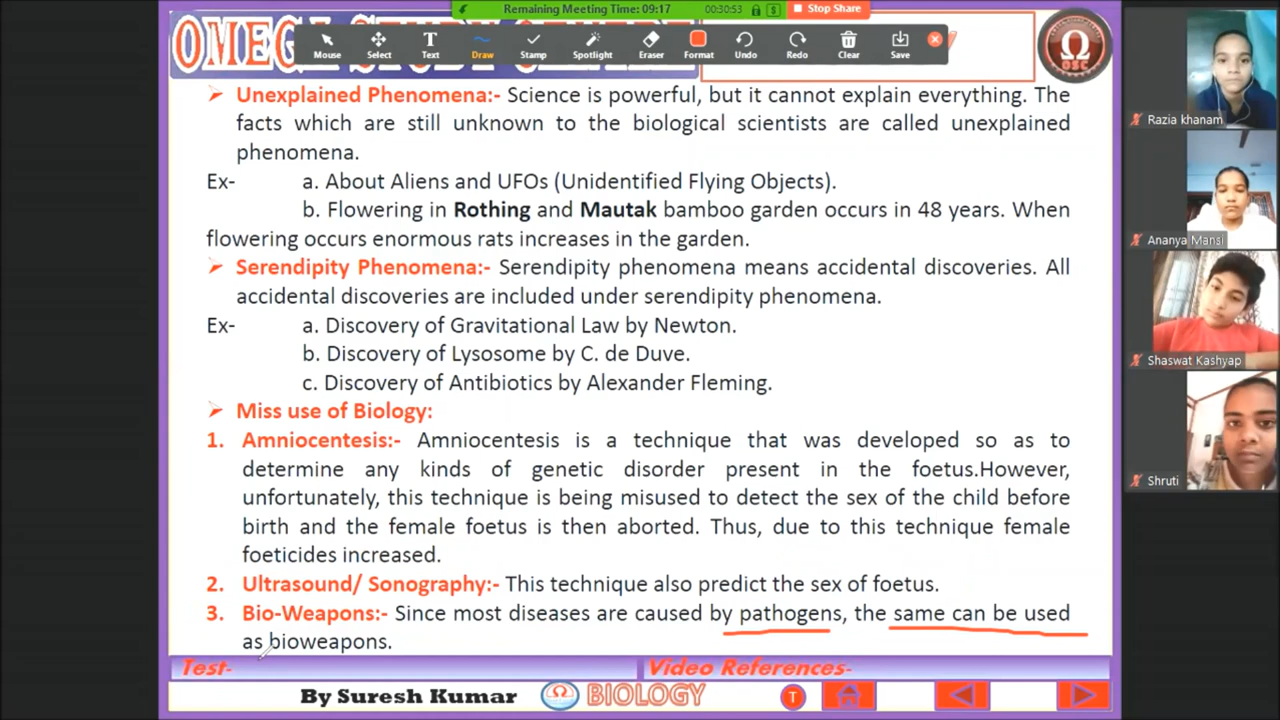 Remaining Meeting Time: 09:17
00:30:53
Stop Share
OMEGA
Mouse
Select
Text
Draw
Stamp
Spotlight
Eraser
Format
Undo
Redo
Clear
Save
Ω
OSC
➢ Unexplained Phenomena:- Science is powerful, but it cannot explain everything. The
facts which are still unknown to the biological scientists are called unexplained
phenomena.
Ex- a. About Aliens and UFOs (Unidentified Flying Objects).
b. Flowering in Rothing and Mautak bamboo garden occurs in 48 years. When
flowering occurs enormous rats increases in the garden.
➢ Serendipity Phenomena:- Serendipity phenomena means accidental discoveries. All
accidental discoveries are included under serendipity phenomena.
Ex- a. Discovery of Gravitational Law by Newton.
b. Discovery of Lysosome by C. de Duve.
c. Discovery of Antibiotics by Alexander Fleming.
➢ Miss use of Biology:
1. Amniocentesis:- Amniocentesis is a technique that was developed so as to
determine any kinds of genetic disorder present in the foetus.However,
unfortunately, this technique is being misused to detect the sex of the child before
birth and the female foetus is then aborted. Thus, due to this technique female
foeticides increased.
2. Ultrasound/ Sonography:- This technique also predict the sex of foetus.
3. Bio-Weapons:- Since most diseases are caused by pathogens, the same can be used
as bioweapons.
Test-
Video References-
By Suresh Kumar
BIOLOGY
T
Razia khanam
Ananya Mansi
Shaswat Kashyap
Shruti